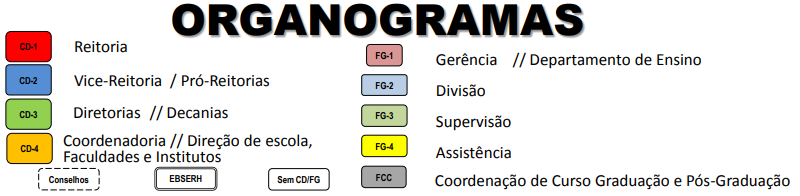 ORGANOGRAMAS
CD-1 Reitoria
CD-2 Vice-Reitoria / Pró-Reitorias
CD-3 Diretorias // Decanias
CD-4 Coordenadoria // Direção de escola,
Faculdades e Institutos
Conselhos EBSERH Sem CD/FG
FG-1 Gerência // Departamento de Ensino
FG-2 Divisão
FG-3 Supervisão
FG-4 Assistência
FCC Coordenação de Curso Graduação e Pós-Graduação